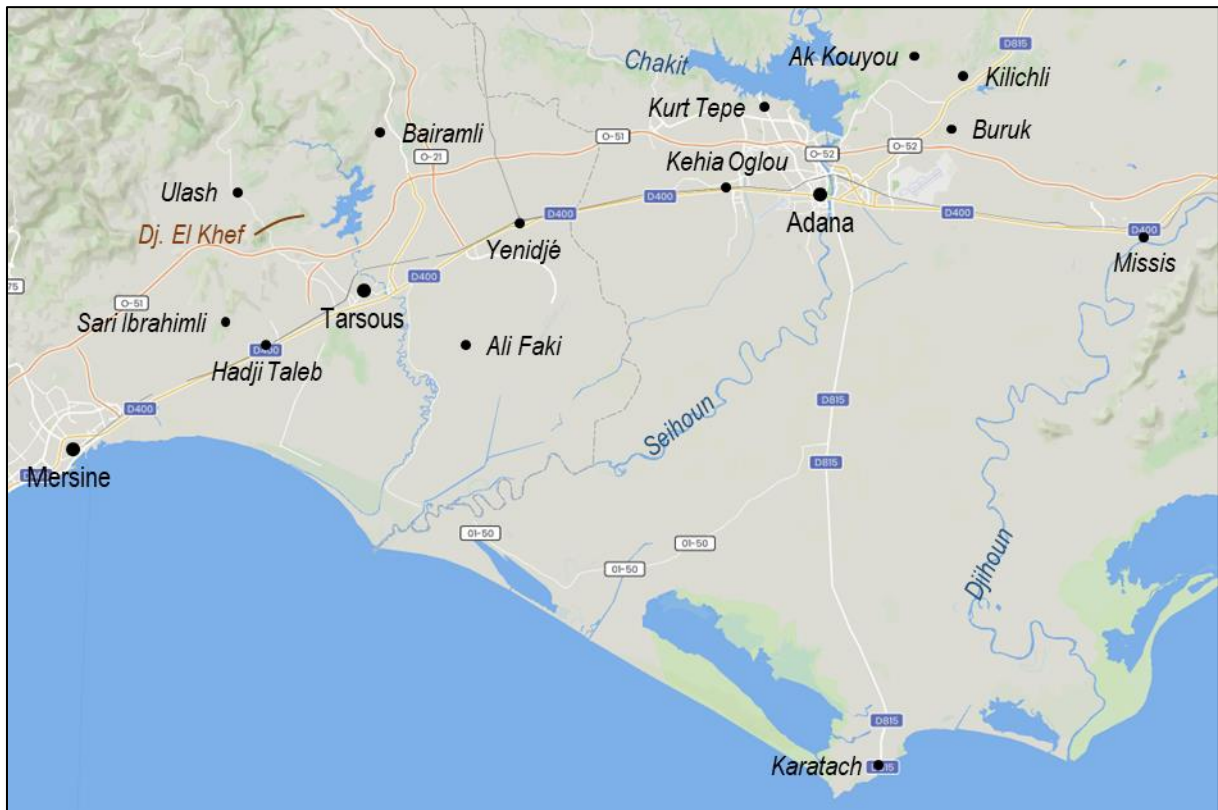 D815
Ak Kouyou
Chakit
Kilichli
Kurt Tepe
Bairamli
O-51
Buruk
O-21
O-52
O-52
Kehia Oglou
Ulash
Adana
D400
D400
D400
Dj. El Khef
Yenidjé
D400
Missis
75
D400
Tarsous
O-51
Sari Ibrahimli
Ali Faki
D400
Hadji Taleb
D815
D400
Seihoun
Mersine
D815
01-50
01-50
01-50
Djihoun
D815
Karatach